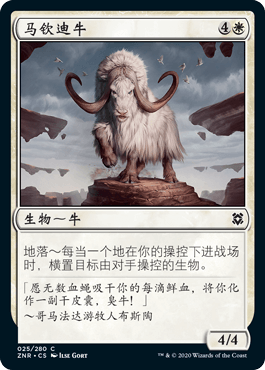 马钦迪牛 4
生物～牛
地落～每当一个地在你的操控下进战场
时，横置目标由对手操控的生物。
「愿无数血蝇吸干你的每滴鲜血，将你化
作一副干皮囊，臭牛！」
～哥马法达游牧人布斯陶
4/4
025/280 C
ZNR • CS ILSE GORT
™ & © 2020 Wizards of the Coast